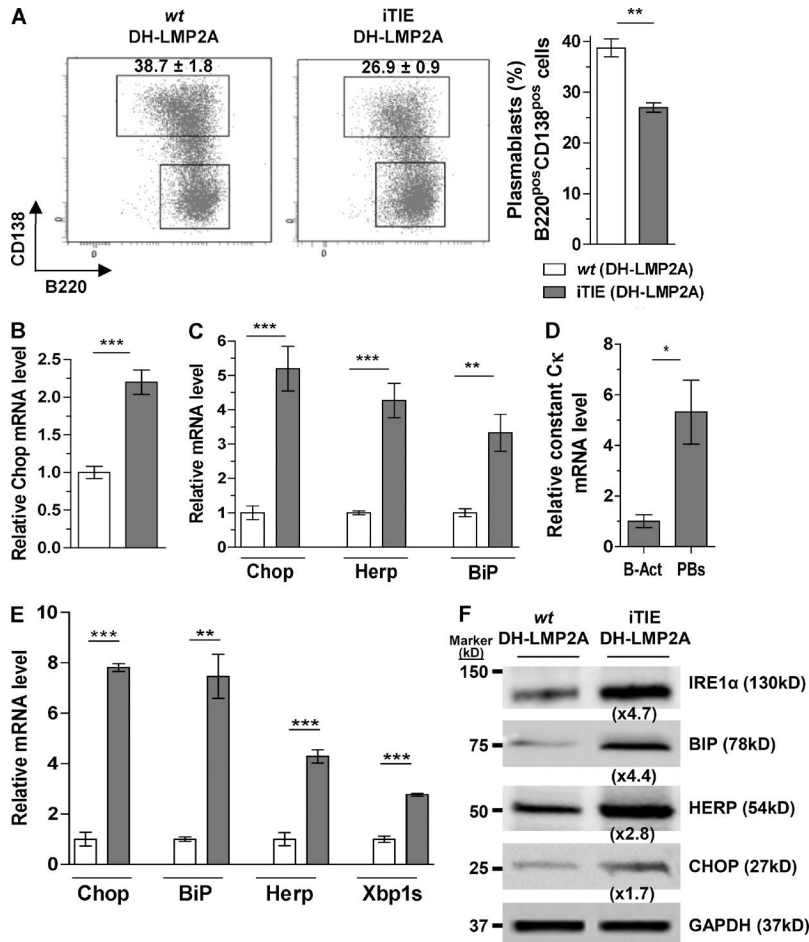 A
wt
DH-LMP2A
iTIE
DH-LMP2A
38.7 ± 1.8
26.9 ± 0.9
CD138
B220
0
0
0
0
Plasmablasts (%)
B220posCD138pos cells
40
30
20
10
0
**
wt (DH-LMP2A)
iTIE (DH-LMP2A)
B
Relative Chop mRNA level
2.5
2.0
1.5
1.0
0.5
0.0
***
C
Relative mRNA level
6
5
4
3
2
1
0
***
***
**
Chop
Herp
BiP
D
Relative constant Cκ
mRNA level
8
6
4
2
0
*
B-Act
PBs
E
Relative mRNA level
10
8
6
4
2
0
***
**
***
***
Chop
BiP
Herp
Xbp1s
F
wt
DH-LMP2A
iTIE
DH-LMP2A
Marker
(kD)
150
IRE1α (130kD)
(x4.7)
75
BIP (78kD)
(x4.4)
50
HERP (54kD)
(x2.8)
25
CHOP (27kD)
(x1.7)
37
GAPDH (37kD)